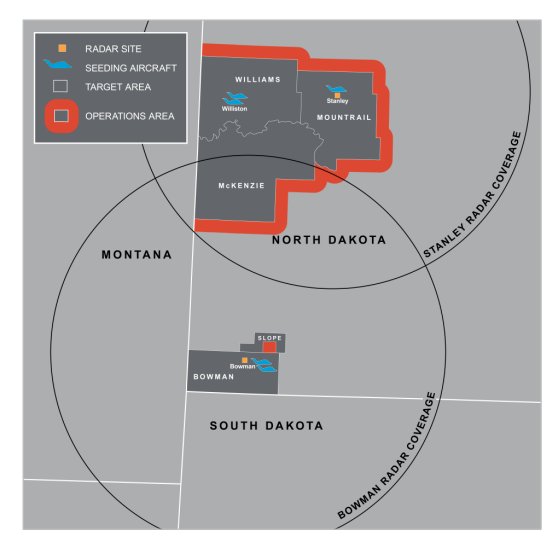 RADAR SITE
SEEDING AIRCRAFT
TARGET AREA
OPERATIONS AREA
WILLIAMS
Williston
Stanley
MOUNTRAIL
McKENZIE
STANLEY RADAR COVERAGE
NORTH DAKOTA
MONTANA
SLOPE
Bowman
BOWMAN
SOUTH DAKOTA
BOWMAN RADAR COVERAGE